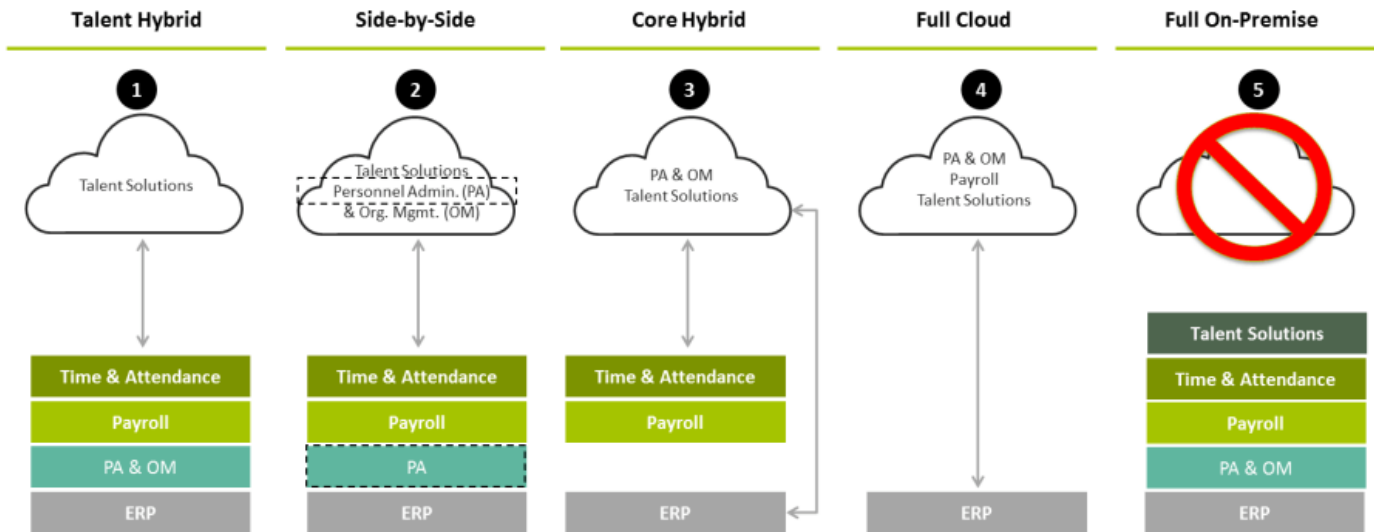 Talent Hybrid
Side-by-Side
Core Hybrid
Full Cloud
Full On-Premise
1
2
3
4
5
Talent Solutions
Talent Solutions
Personnel Admin. (PA)
& Org. Mgmt. (OM)
PA & OM
Talent Solutions
PA & OM
Payroll
Talent Solutions
Time & Attendance
Payroll
PA & OM
ERP
Time & Attendance
Payroll
PA
ERP
Time & Attendance
Payroll
ERP
ERP
Talent Solutions
Time & Attendance
Payroll
PA & OM
ERP